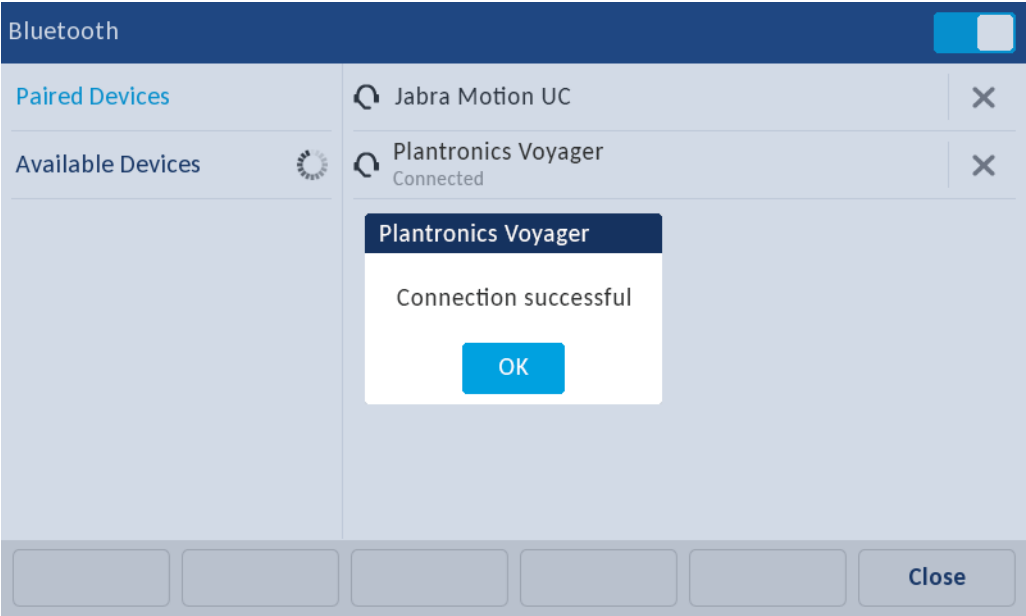 Bluetooth
Paired Devices
Available Devices
Jabra Motion UC
Plantronics Voyager
Connected
Plantronics Voyager
Connection successful
OK
Close